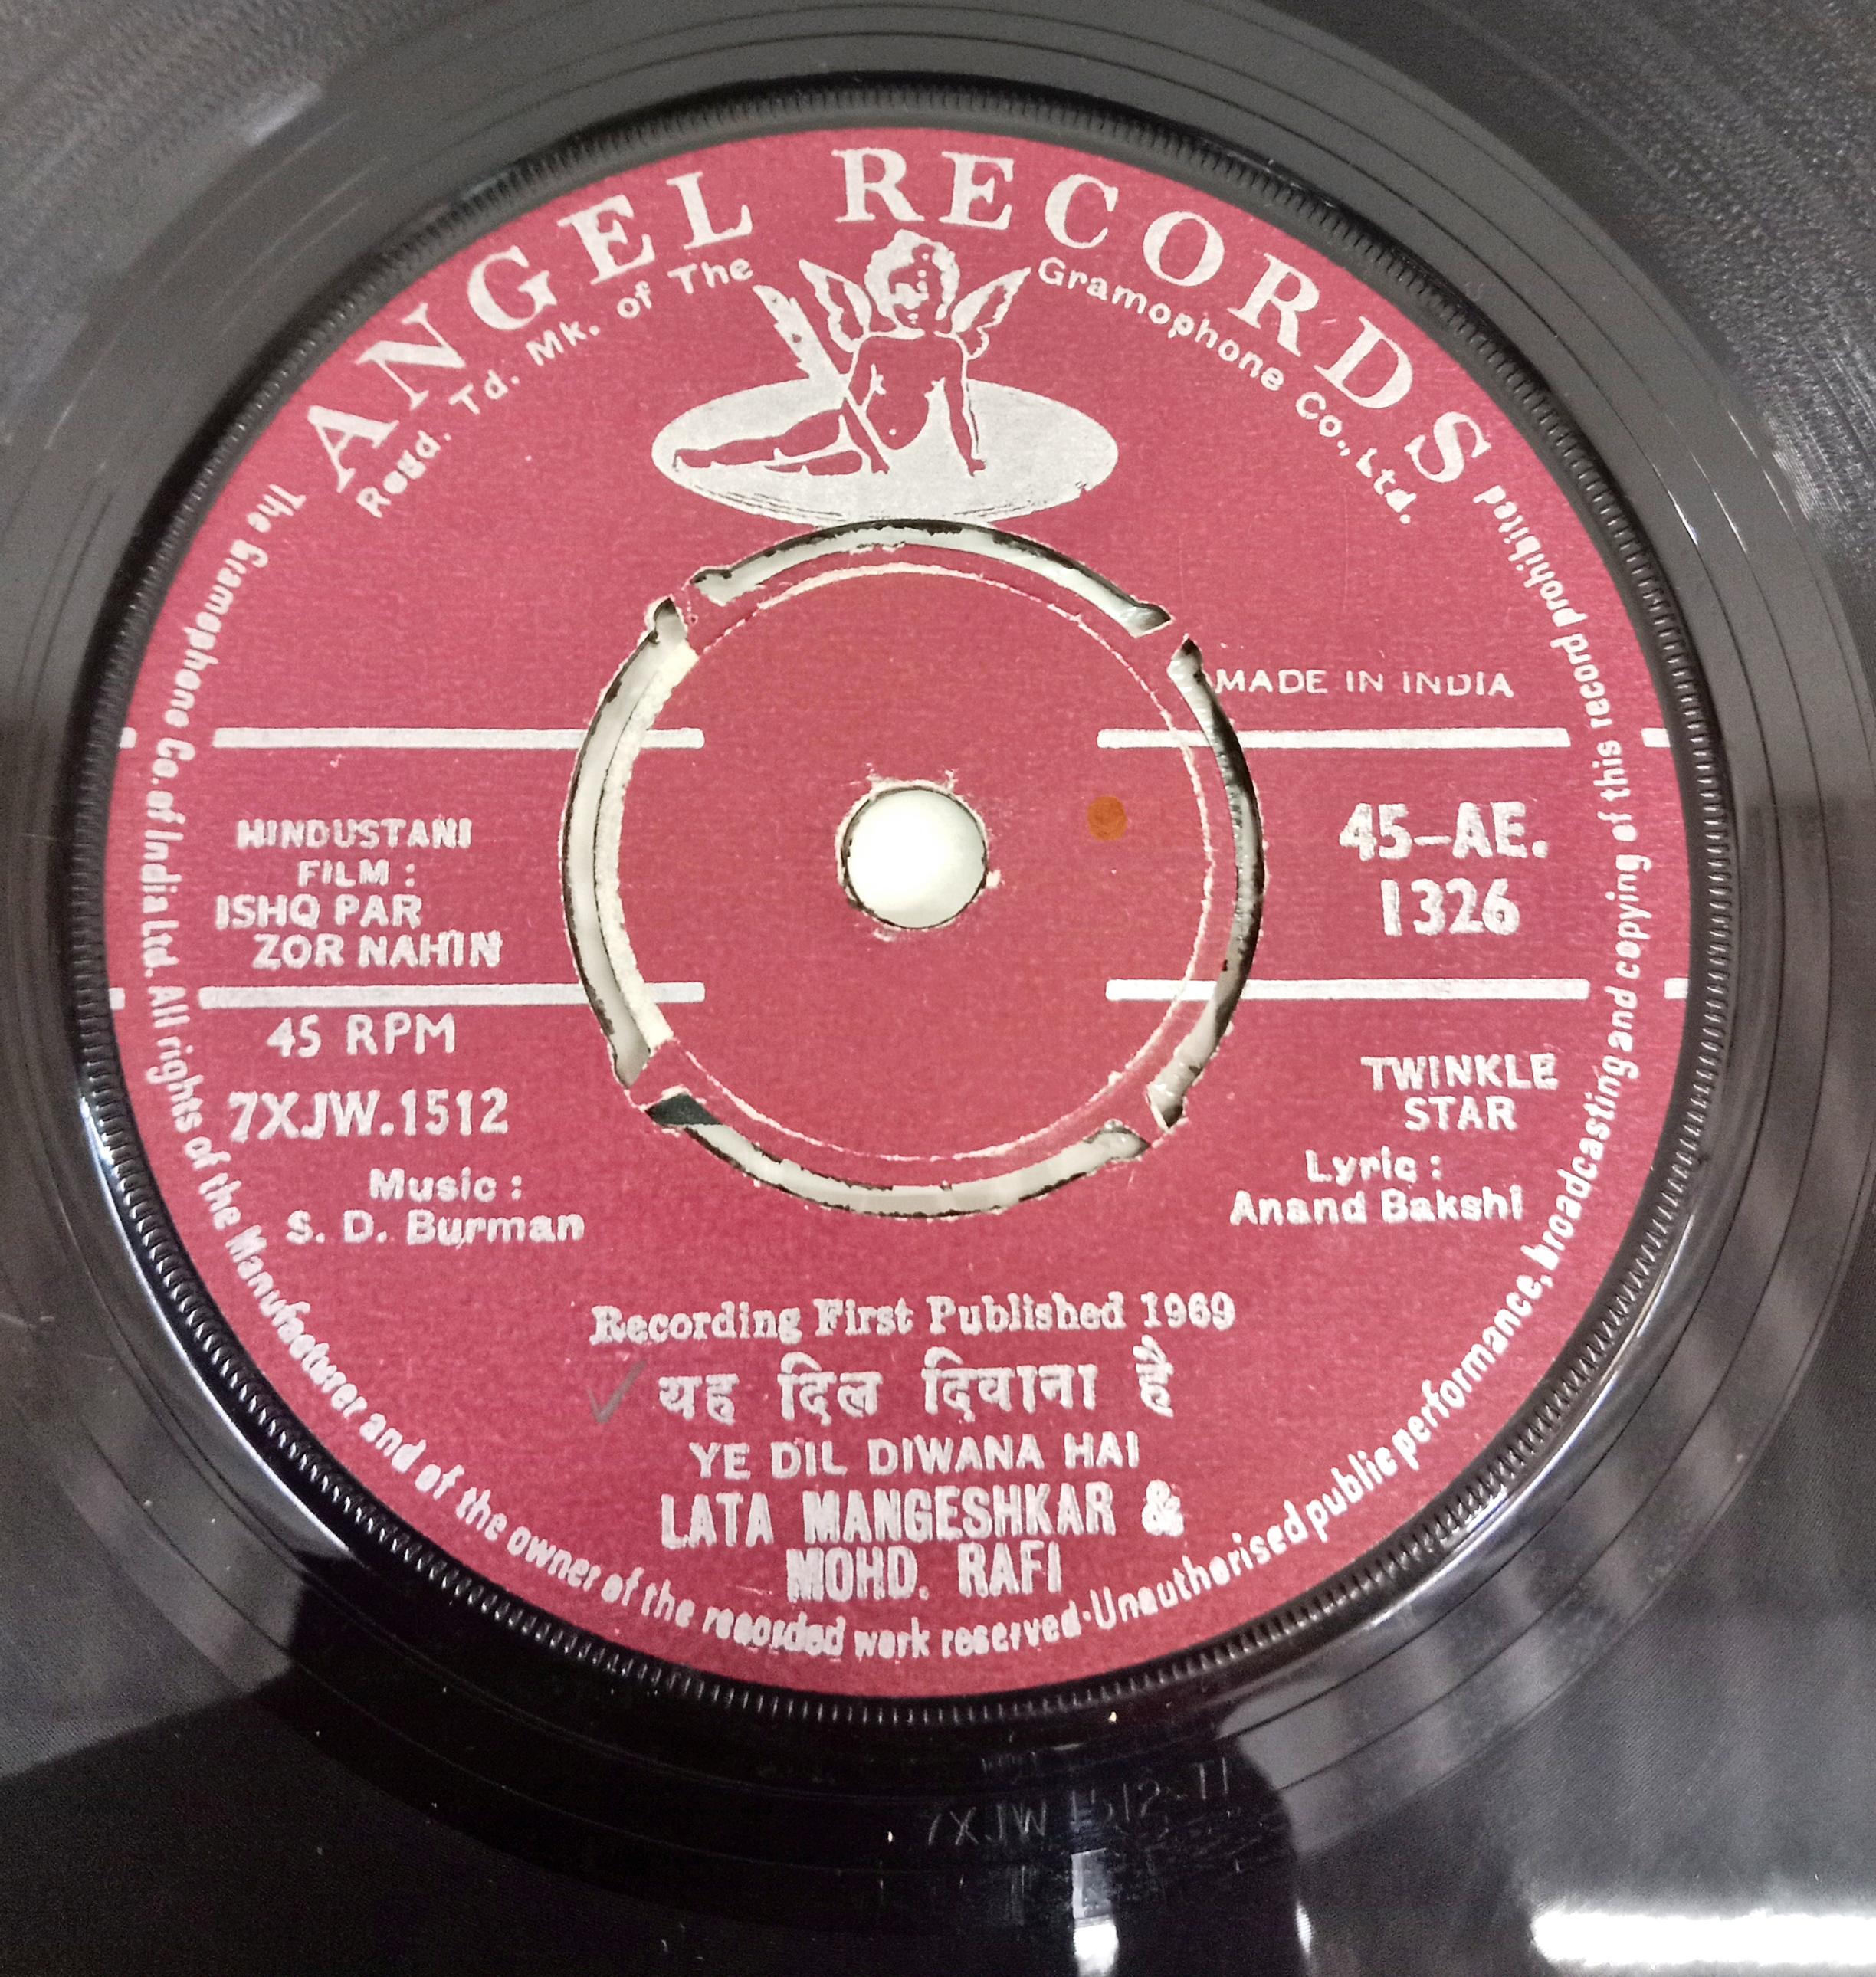 ANGEL RECORDS
Regd. Td. Mk. of The Gramophone Co., Ltd.
MADE IN INDIA
HINDUSTANI
FILM :
ISHQ PAR
ZOR NAHIN
45-AE.
1326
45 RPM
7XJW.1512
TWINKLE
STAR
Music :
S. D. Burman
Lyric :
Anand Bakshi
Recording First Published 1969
यह दिल दिवाना है
YE DIL DIWANA HAI
LATA MANGESHKAR &
MOHD. RAFI
The Gramophone Co. of India Ltd. All rights of the Manufacturer and of the owner of the recorded work reserved·Unauthorised public performance, broadcasting and copying of this record prohibited
7XJW 1512-